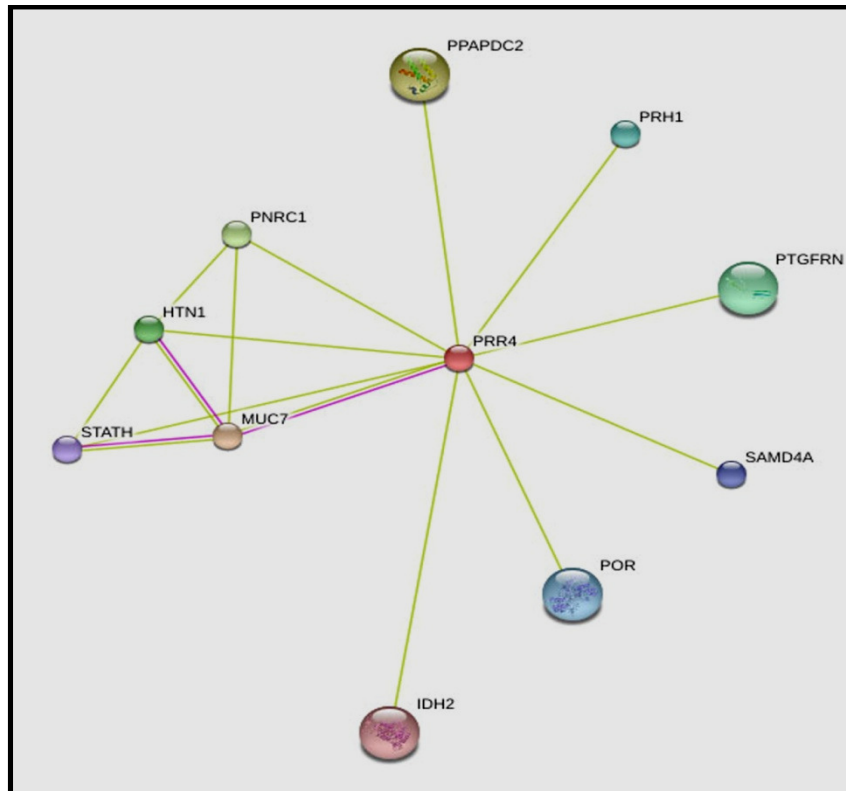 PPAPDC2
PRH1
PNRC1
PTGFRN
HTN1
PRR4
MUC7
STATH
SAMD4A
POR
IDH2